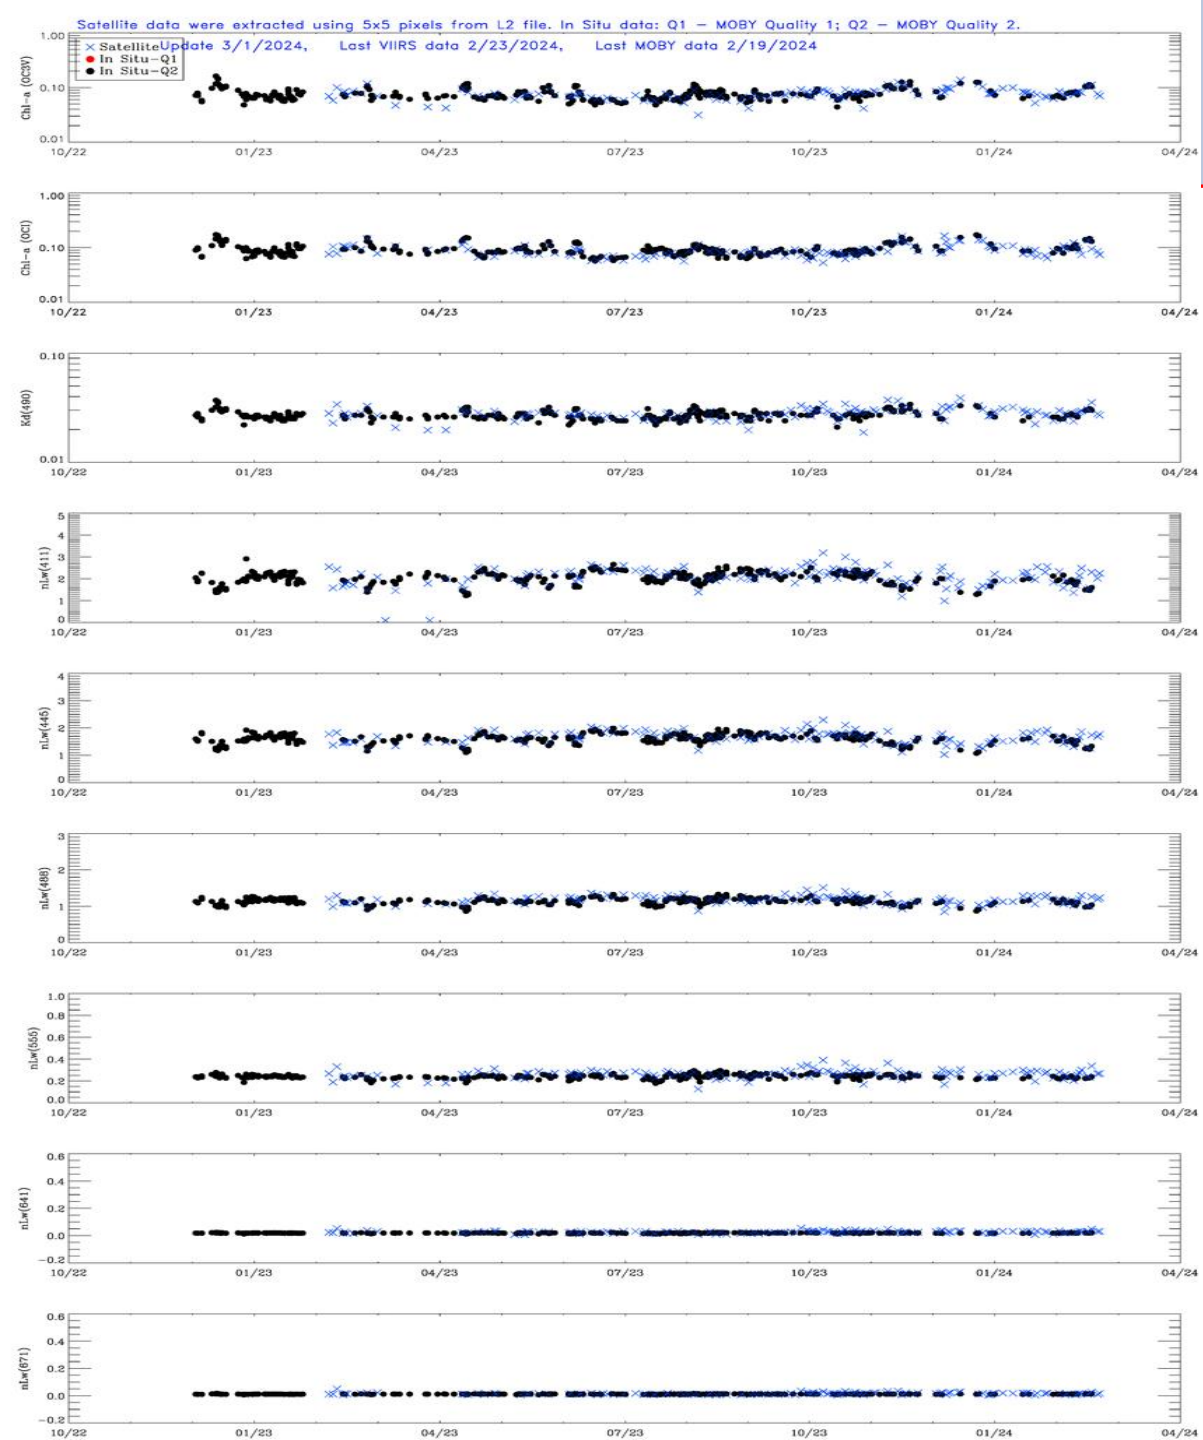 Satellite data were extracted using 5x5 pixels from L2 file. In Situ data: Q1 – MOBY Quality 1; Q2 – MOBY Quality 2.
Update 3/1/2024, Last VIIRS data 2/23/2024, Last MOBY data 2/19/2024
× Satellite
In Situ-Q1
In Situ-Q2
Chl-a (OC3V)
1.00
0.10
0.01
10/22 01/23 04/23 07/23 10/23 01/24 04/24
Chl-a (OCI)
1.00
0.10
0.01
10/22 01/23 04/23 07/23 10/23 01/24 04/24
Kd(490)
0.10
0.01
10/22 01/23 04/23 07/23 10/23 01/24 04/24
nLw(411)
5
4
3
2
1
0
10/22 01/23 04/23 07/23 10/23 01/24 04/24
nLw(445)
4
3
2
1
0
10/22 01/23 04/23 07/23 10/23 01/24 04/24
nLw(488)
3
2
1
0
10/22 01/23 04/23 07/23 10/23 01/24 04/24
nLw(555)
1.0
0.8
0.6
0.4
0.2
0.0
10/22 01/23 04/23 07/23 10/23 01/24 04/24
nLw(641)
0.6
0.4
0.2
0.0
-0.2
10/22 01/23 04/23 07/23 10/23 01/24 04/24
nLw(671)
0.6
0.4
0.2
0.0
-0.2
10/22 01/23 04/23 07/23 10/23 01/24 04/24